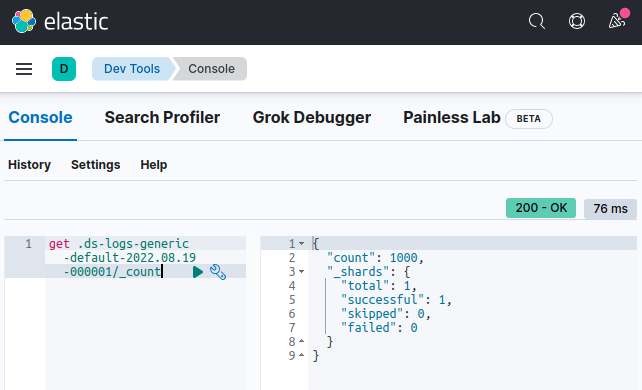 elastic
D
Dev Tools
Console
Console
Search Profiler
Grok Debugger
Painless Lab
BETA
History
Settings
Help
200 - OK
76 ms
1
get .ds-logs-generic
-default-2022.08.19
-000001/_count
1
{
2
"count": 1000,
3
"_shards": {
4
"total": 1,
5
"successful": 1,
6
"skipped": 0,
7
"failed": 0
8
}
9
}